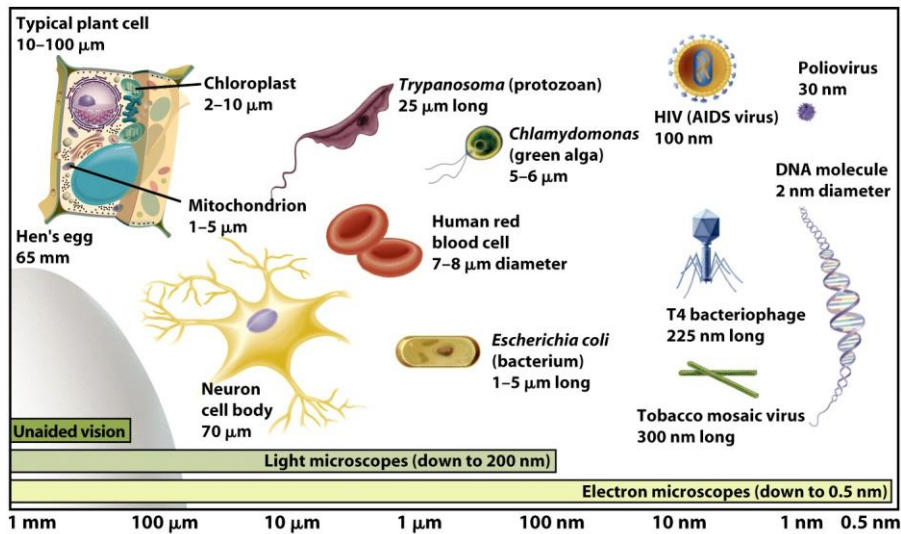 Typical plant cell
10–100 μm
Chloroplast
2–10 μm
Mitochondrion
1–5 μm
Hen's egg
65 mm
Trypanosoma (protozoan)
25 μm long
Chlamydomonas
(green alga)
5–6 μm
Human red
blood cell
7–8 μm diameter
Neuron
cell body
70 μm
Escherichia coli
(bacterium)
1–5 μm long
HIV (AIDS virus)
100 nm
Poliovirus
30 nm
DNA molecule
2 nm diameter
T4 bacteriophage
225 nm long
Tobacco mosaic virus
300 nm long
Unaided vision
Light microscopes (down to 200 nm)
Electron microscopes (down to 0.5 nm)
1 mm 100 μm 10 μm 1 μm 100 nm 10 nm 1 nm 0.5 nm